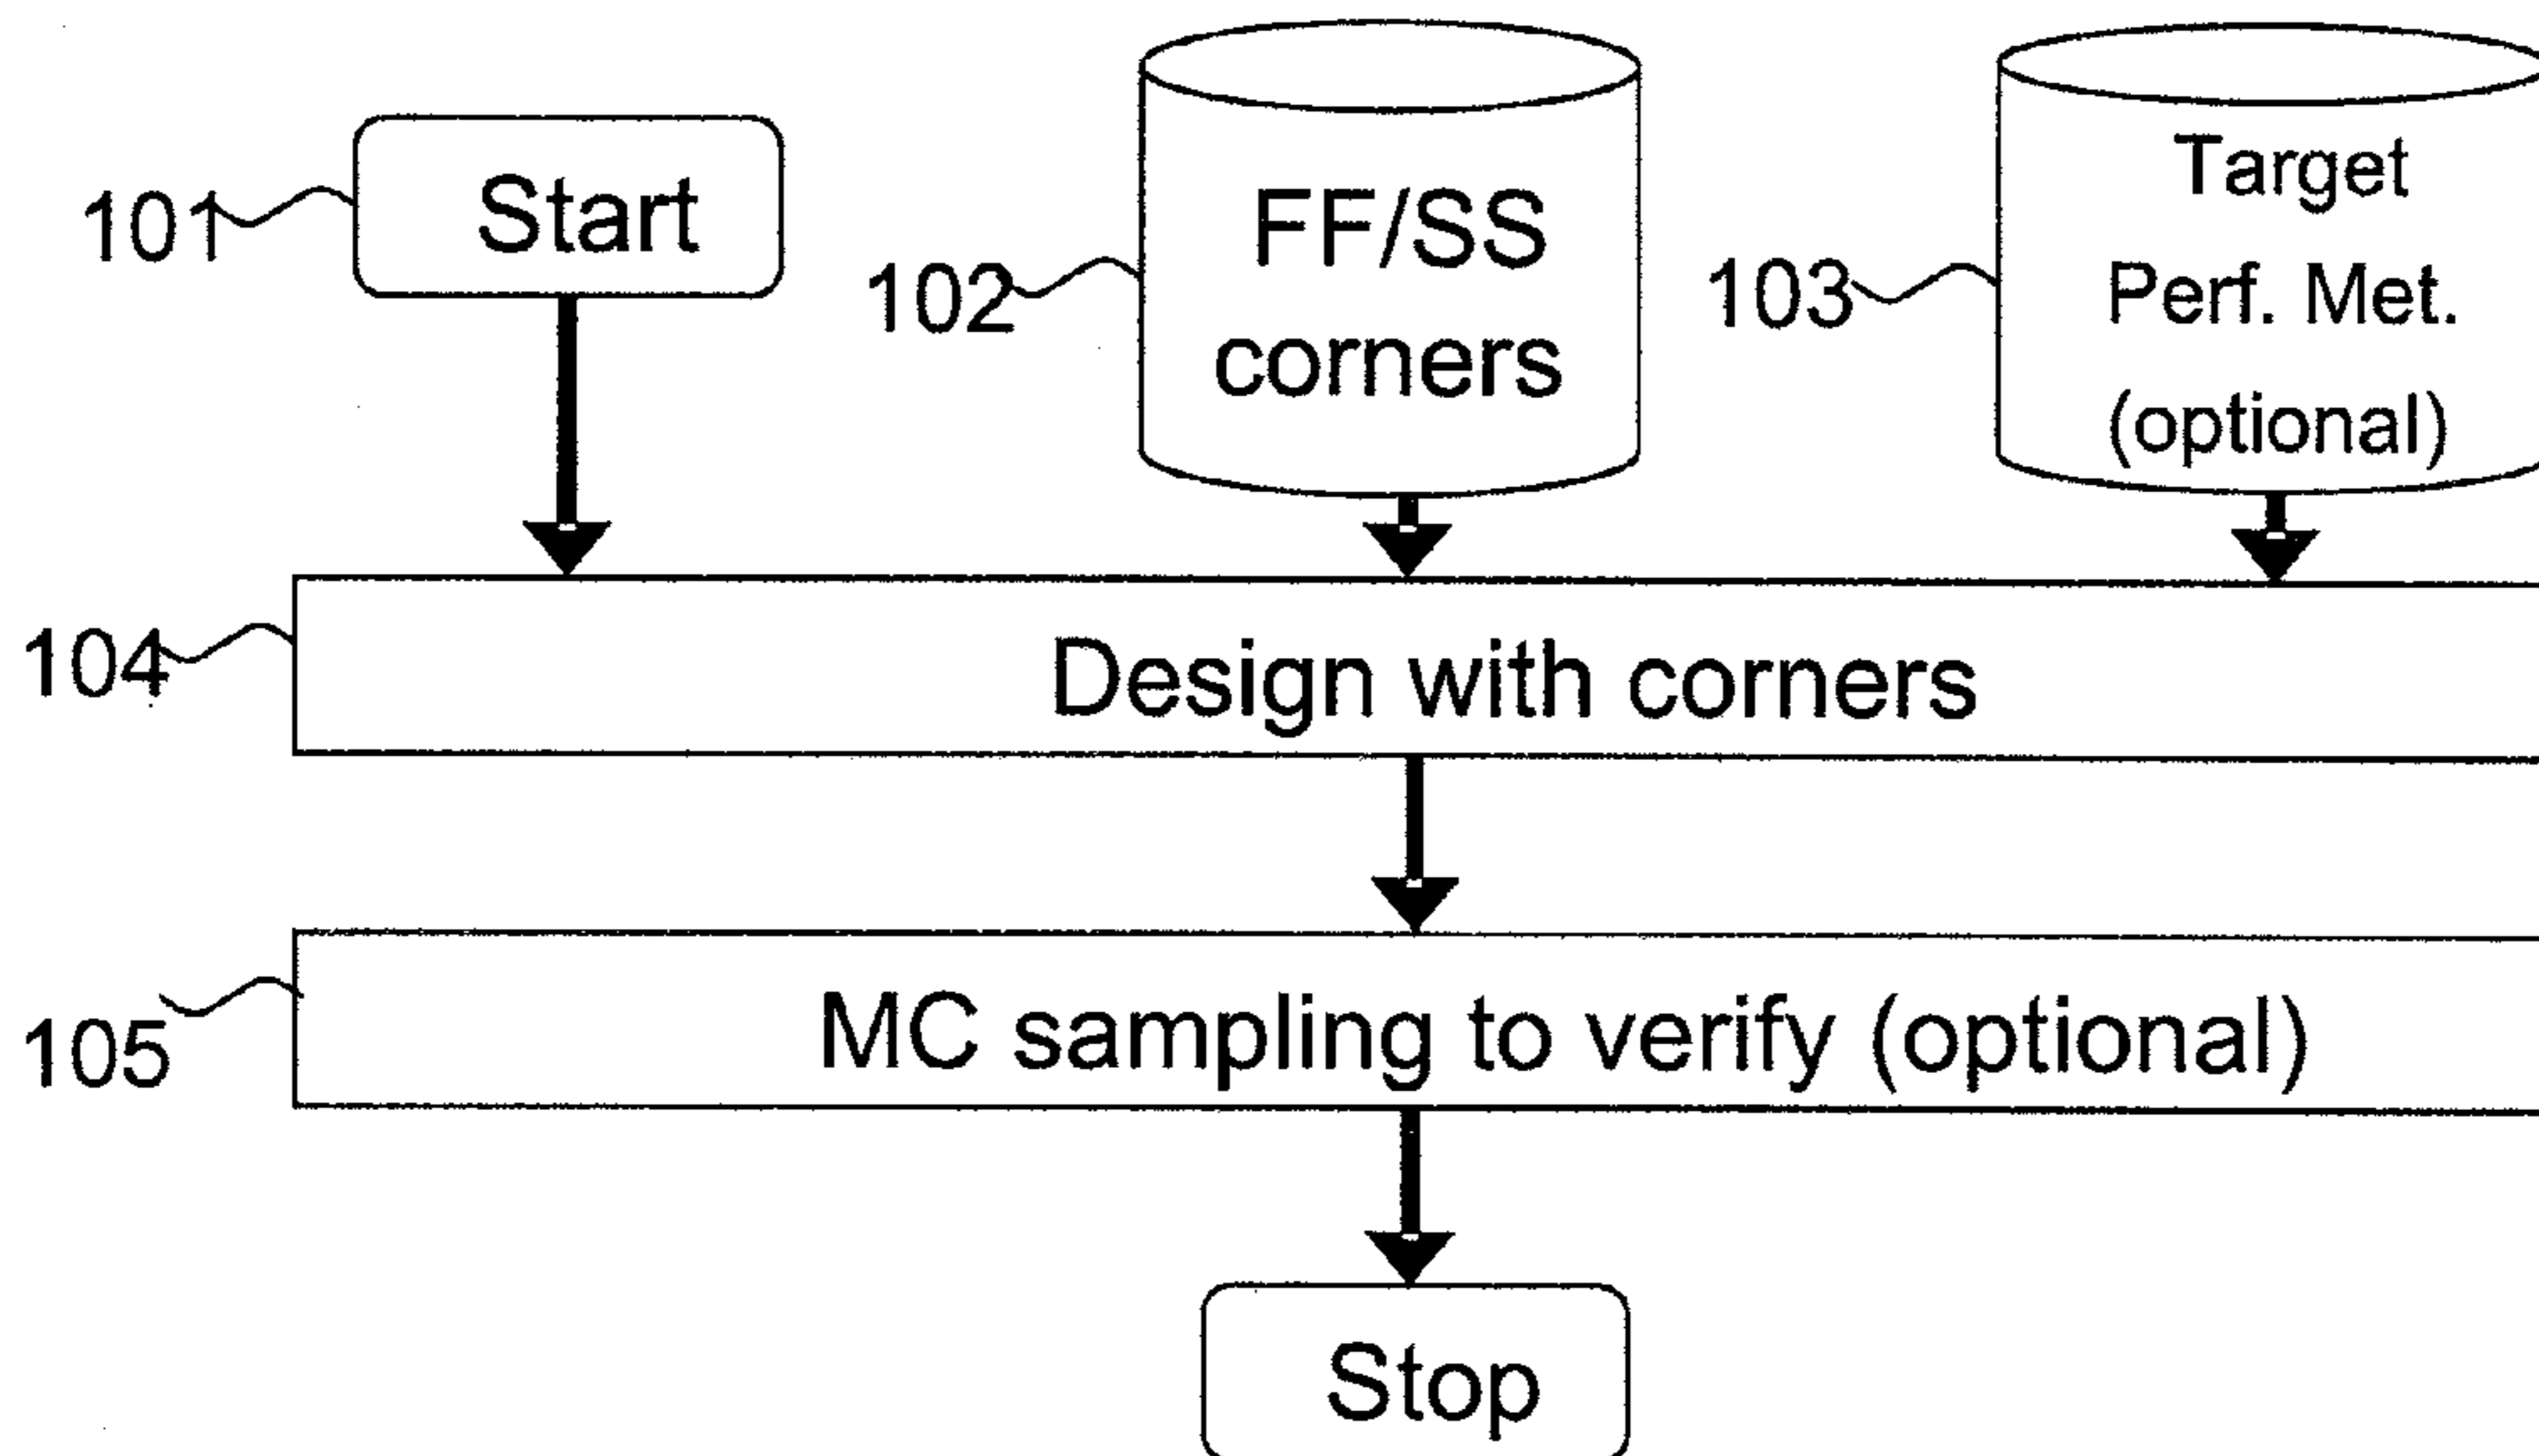 101
Start
102
FF/SS
corners
103
Target
Perf. Met.
(optional)
104
Design with corners
105
MC sampling to verify (optional)
Stop